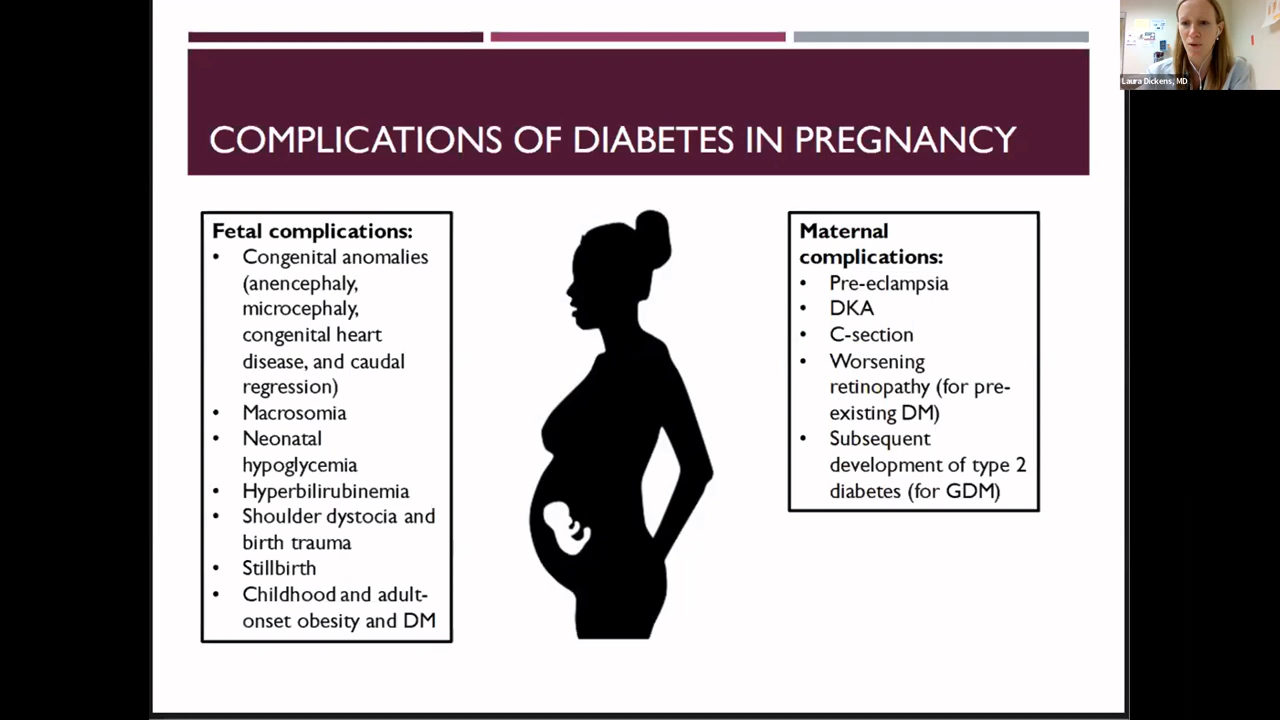 COMPLICATIONS OF DIABETES IN PREGNANCY
Fetal complications:
• Congenital anomalies
(anencephaly,
microcephaly,
congenital heart
disease, and caudal
regression)
• Macrosomia
• Neonatal
hypoglycemia
• Hyperbilirubinemia
• Shoulder dystocia and
birth trauma
• Stillbirth
• Childhood and adult-
onset obesity and DM
Maternal
complications:
• Pre-eclampsia
• DKA
• C-section
• Worsening
retinopathy (for pre-
existing DM)
• Subsequent
development of type 2
diabetes (for GDM)
Laura Dickens, MD